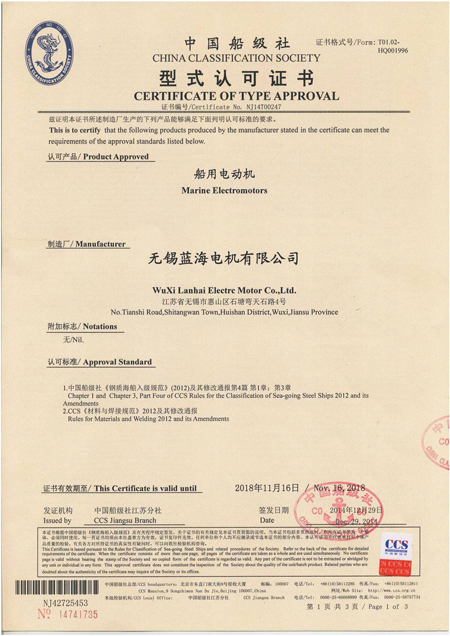 中国船级社
CHINA CLASSIFICATION SOCIETY
证书格式号/Form: T01.02-
HQ001996
型式认可证书
CERTIFICATE OF TYPE APPROVAL
证书编号/Certificate No. NJ14T00247
兹证明本证书所述制造厂生产的下列产品能够满足下面列明认可标准的要求。
This is to certify that the following products produced by the manufacturer stated in the certificate can meet the
requirements of the approval standards listed below.
认可产品/ Product Approved
船用电动机
Marine Electromotors
制造厂/ Manufacturer
无锡蓝海电机有限公司
WuXi Lanhai Electrc Motor Co.,Ltd.
江苏省无锡市惠山区石塘弯天石路4号
No.Tianshi Road,Shitangwan Town,Huishan District,Wuxi,Jiansu Province
附加标志/ Notations
无/Nil.
认可标准/ Approval Standard
1.中国船级社《钢质海船入级规范》(2012)及其修改通报第4篇 第1章；第3章
Chapter 1 and Chapter 3, Part Four of CCS Rules for the Classification of Sea-going Steel Ships 2012 and its
Amendments
2.CCS《材料与焊接规范》2012及其修改通报
Rules for Materials and Welding 2012 and its Amendments
证书有效期至/ This Certificate is valid until 2018年11月16日 / Nov. 16, 2018
发证机构 中国船级社江苏分社 签发日期 2014年12月29日
Issued by CCS Jiangsu Branch Date Dec. 29, 2014
CCS
NJ42725453
№ 14741735
第 1 页 共 3 页/ Page 1 of 3